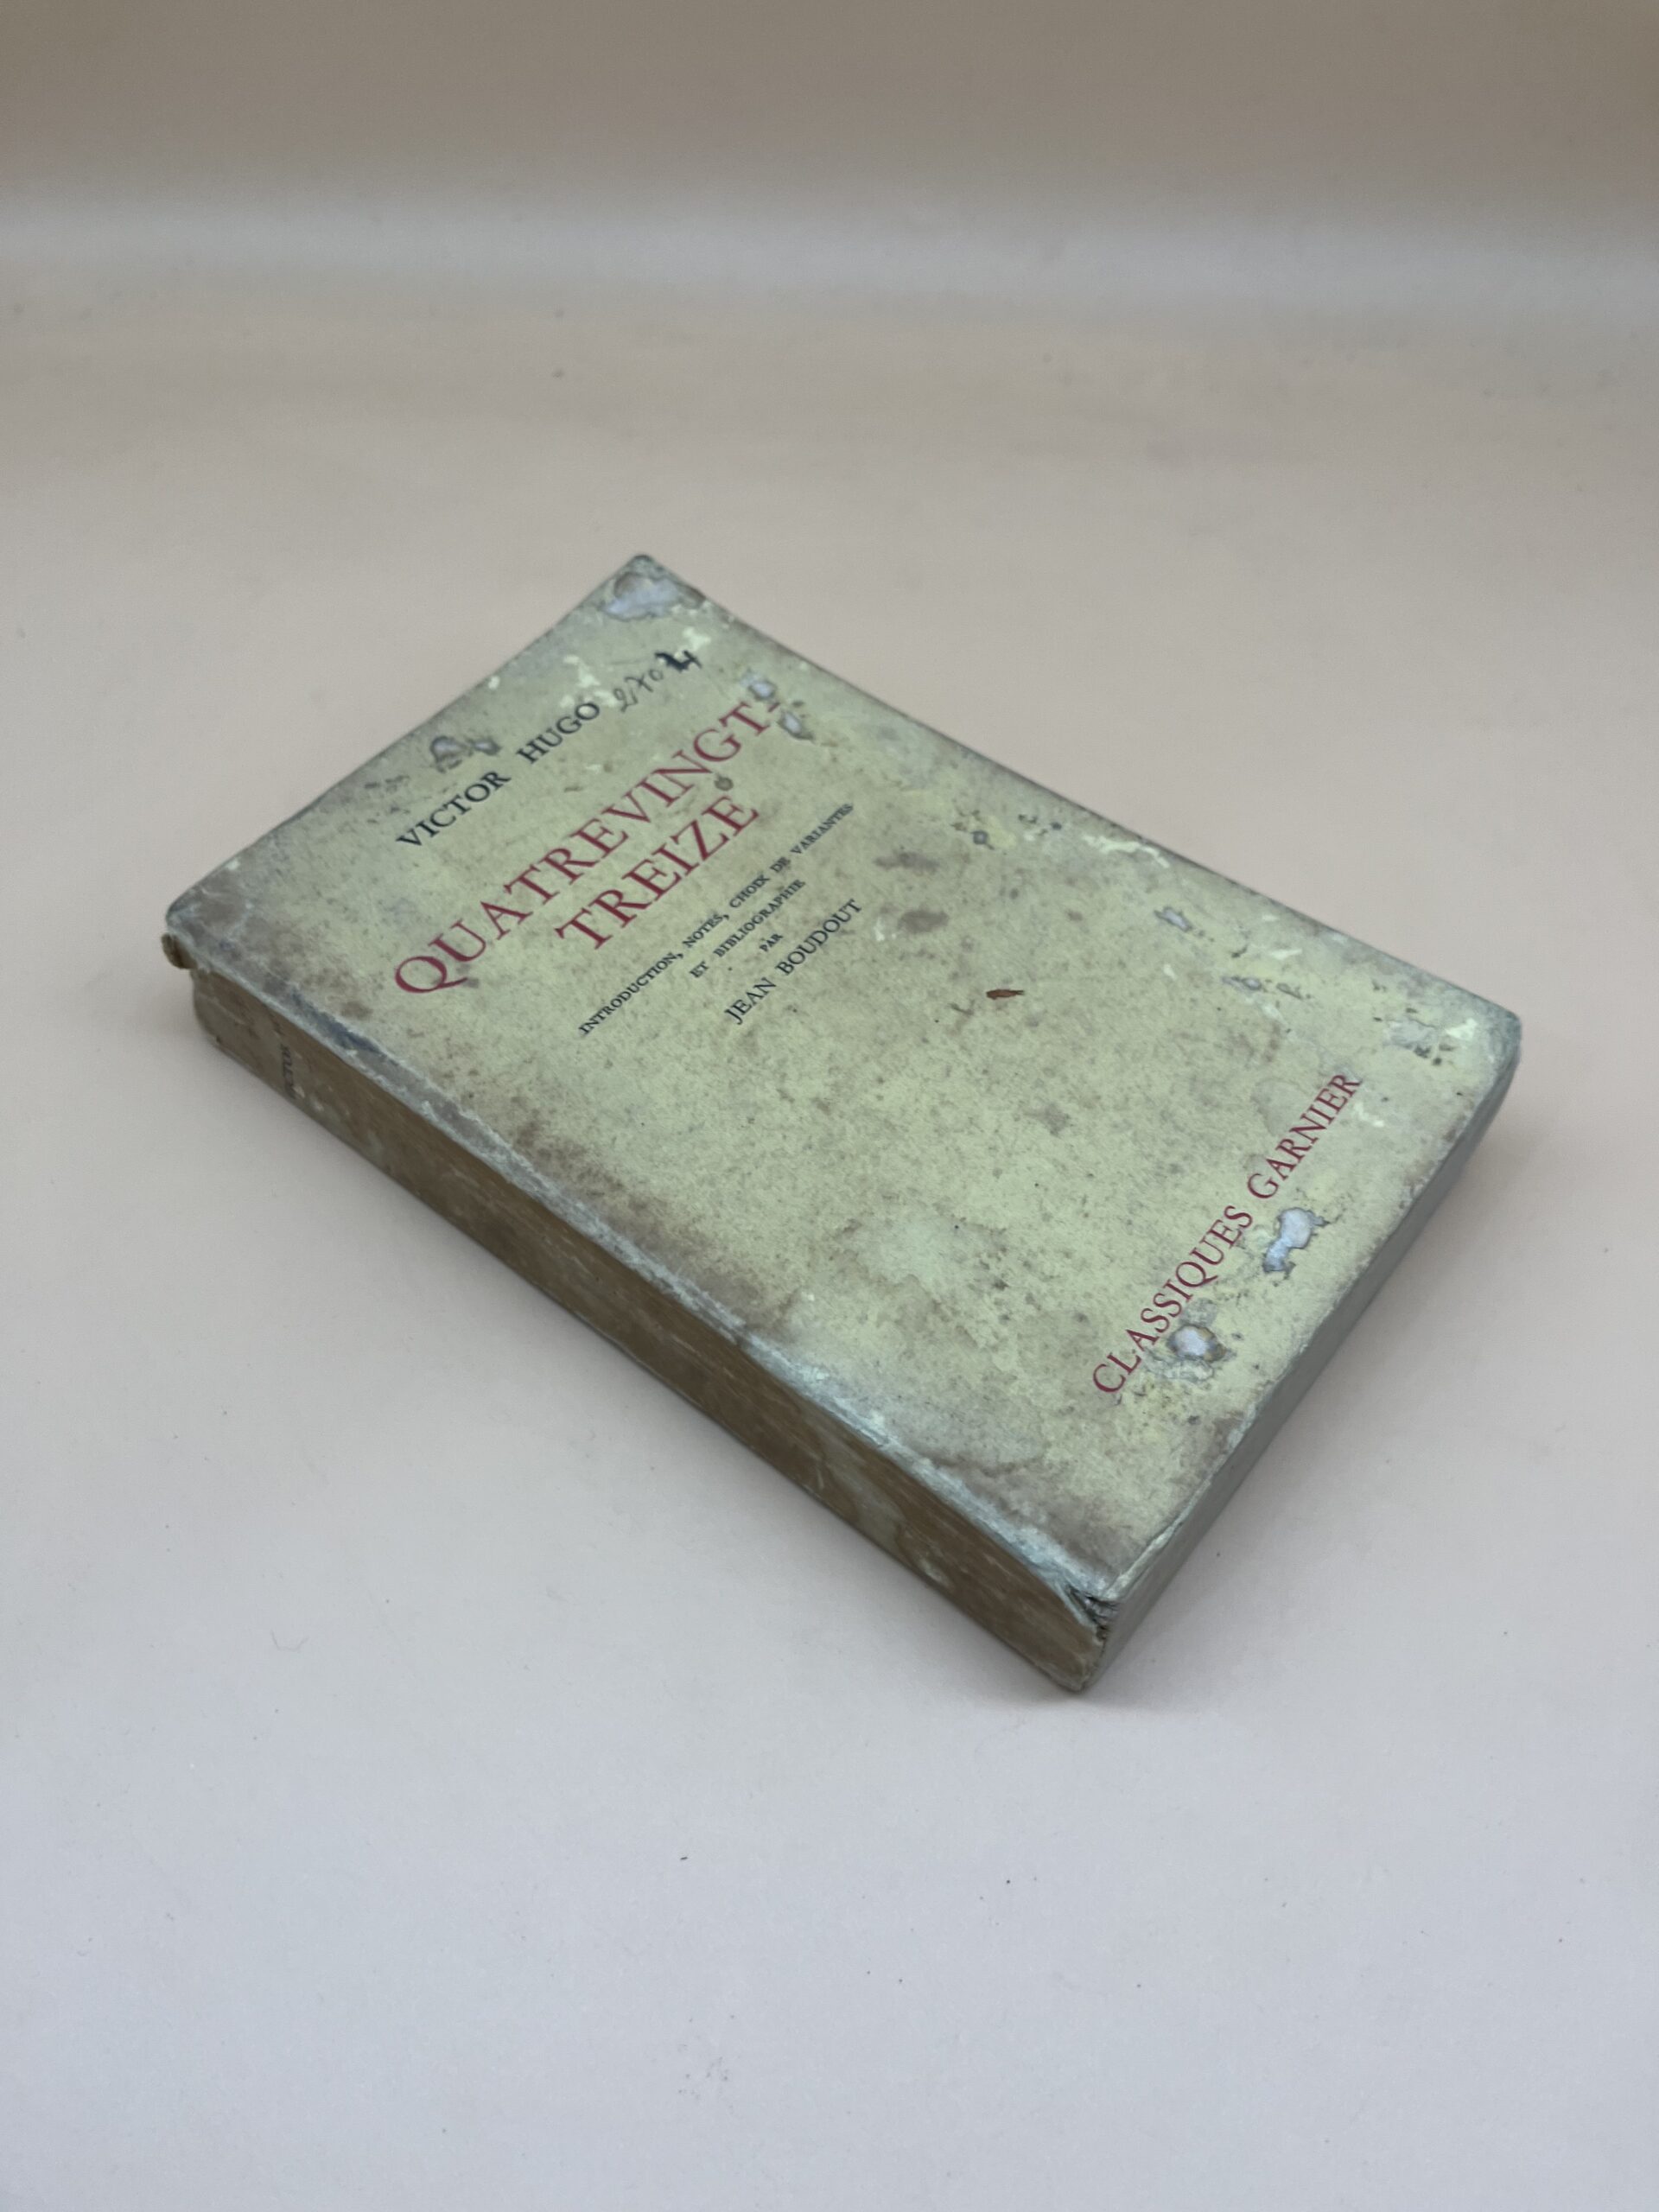 VICTOR HUGO
QUATREVINGT-
TREIZE
INTRODUCTION, NOTES, CHOIX DE VARIANTES
ET BIBLIOGRAPHIE
PAR
JEAN BOUDOUT
CLASSIQUES GARNIER